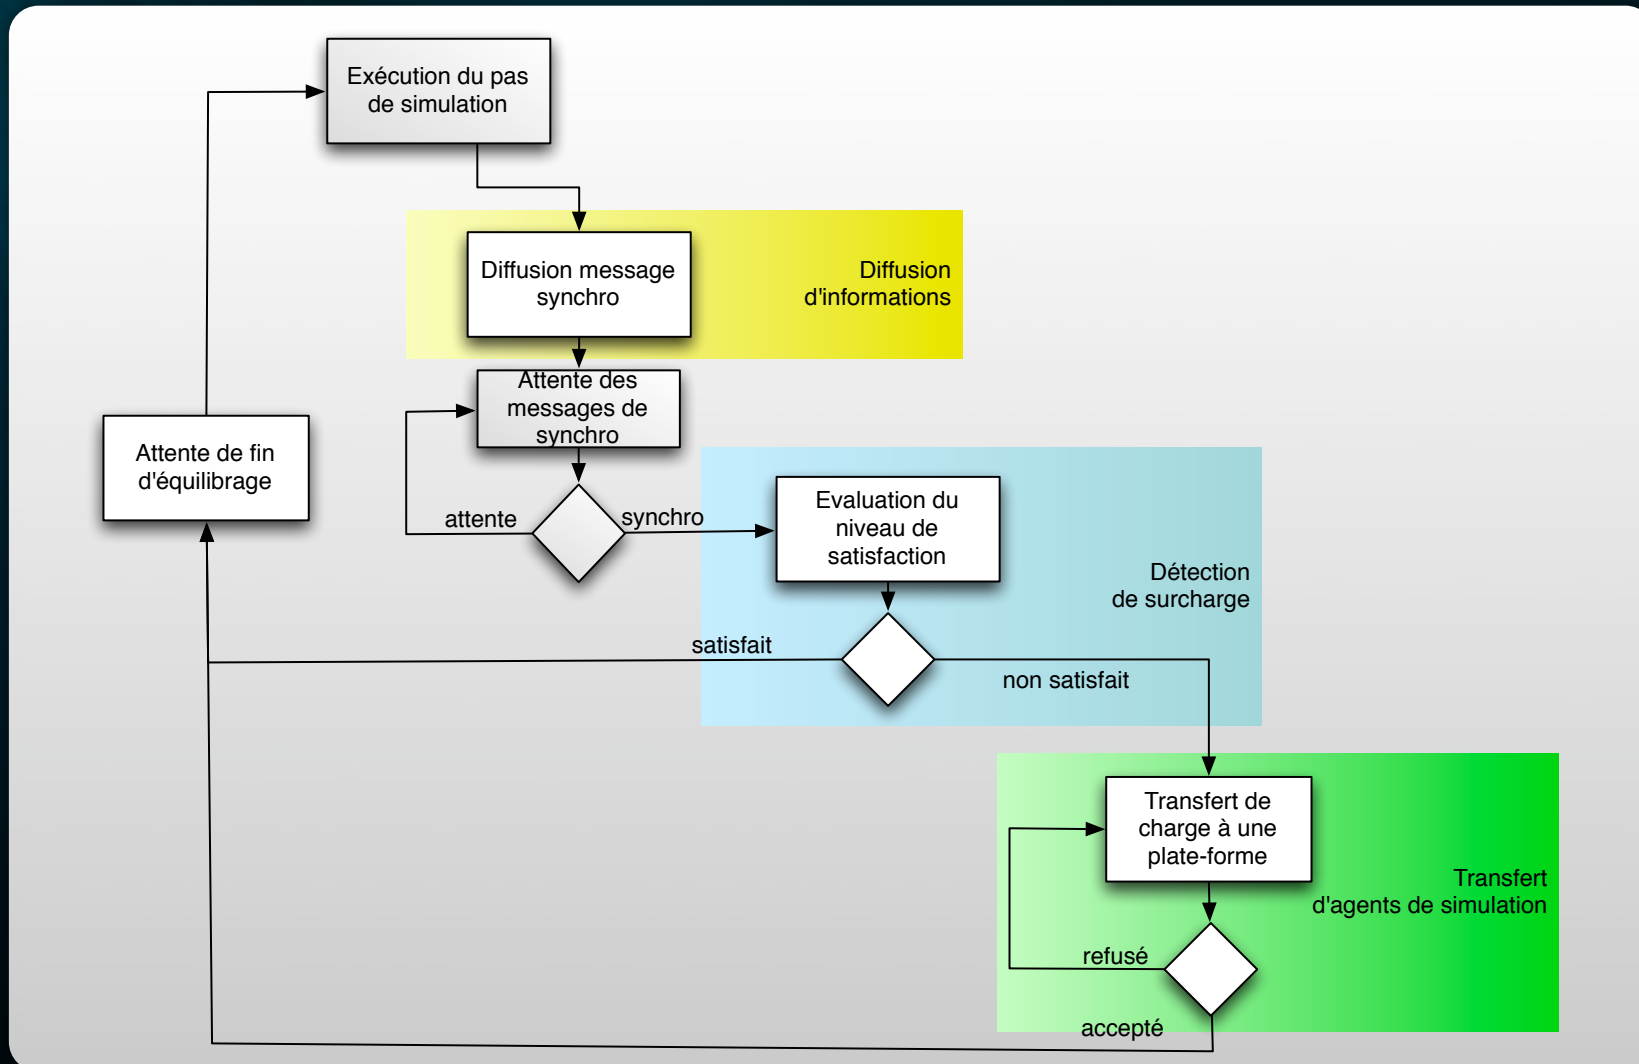 Exécution du pas
de simulation
Diffusion message
synchro
Diffusion
d'informations
Attente des
messages de
synchro
Attente de fin
d'équilibrage
attente
synchro
Evaluation du
niveau de
satisfaction
Détection
de surcharge
satisfait
non satisfait
Transfert de
charge à une
plate-forme
Transfert
d'agents de simulation
refusé
accepté